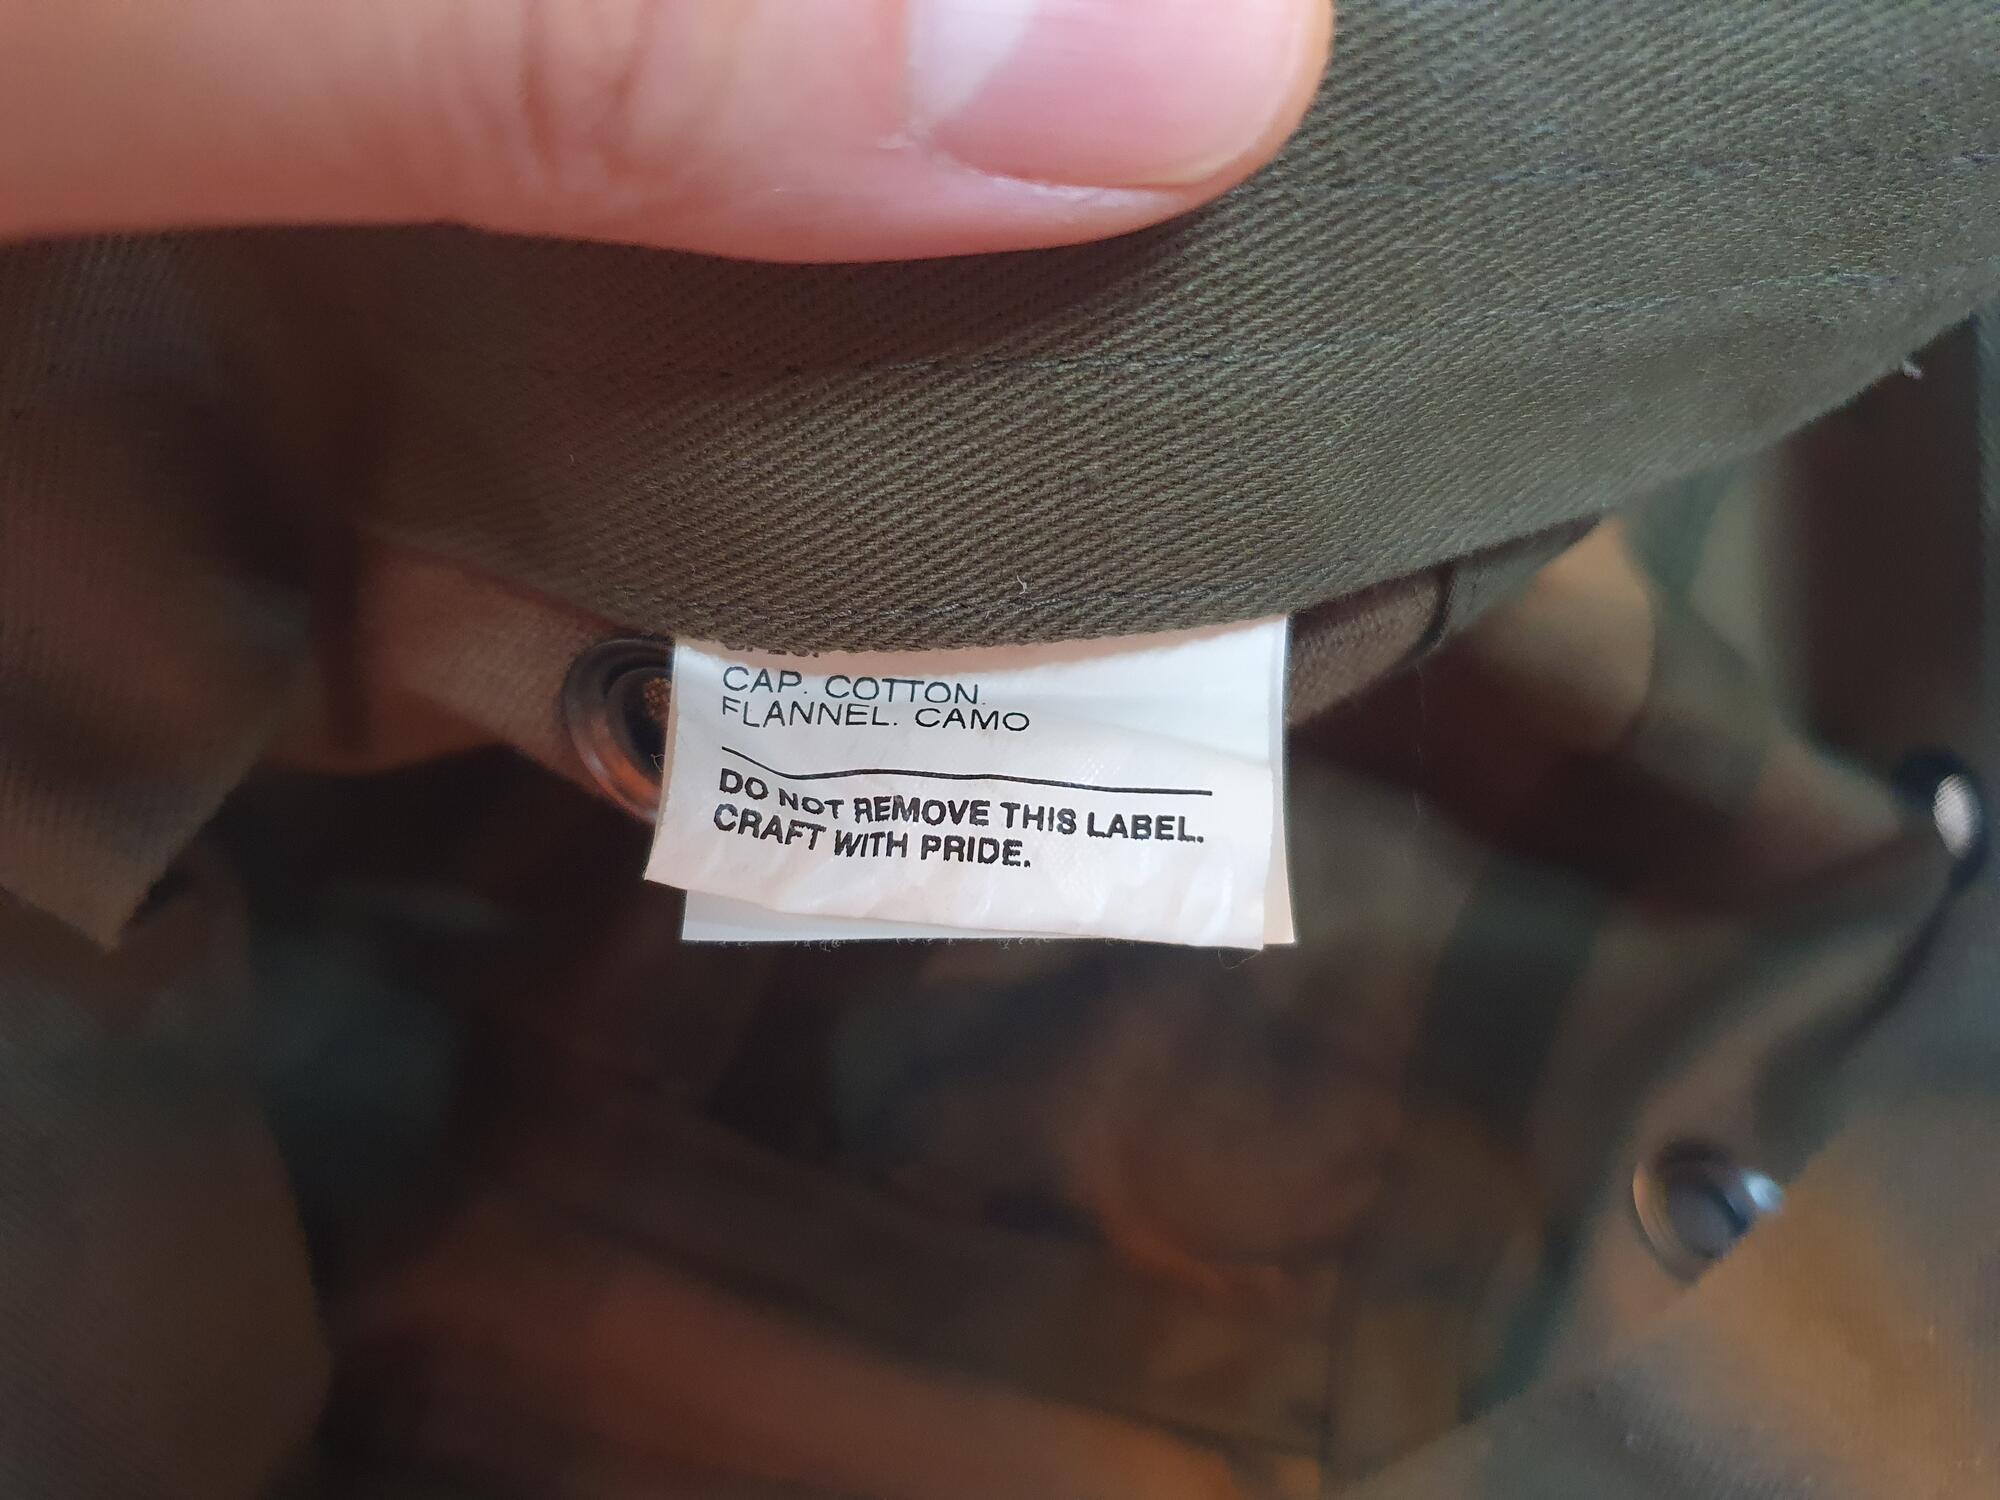 CAP. COTTON.
FLANNEL. CAMO
DO NOT REMOVE THIS LABEL.
CRAFT WITH PRIDE.